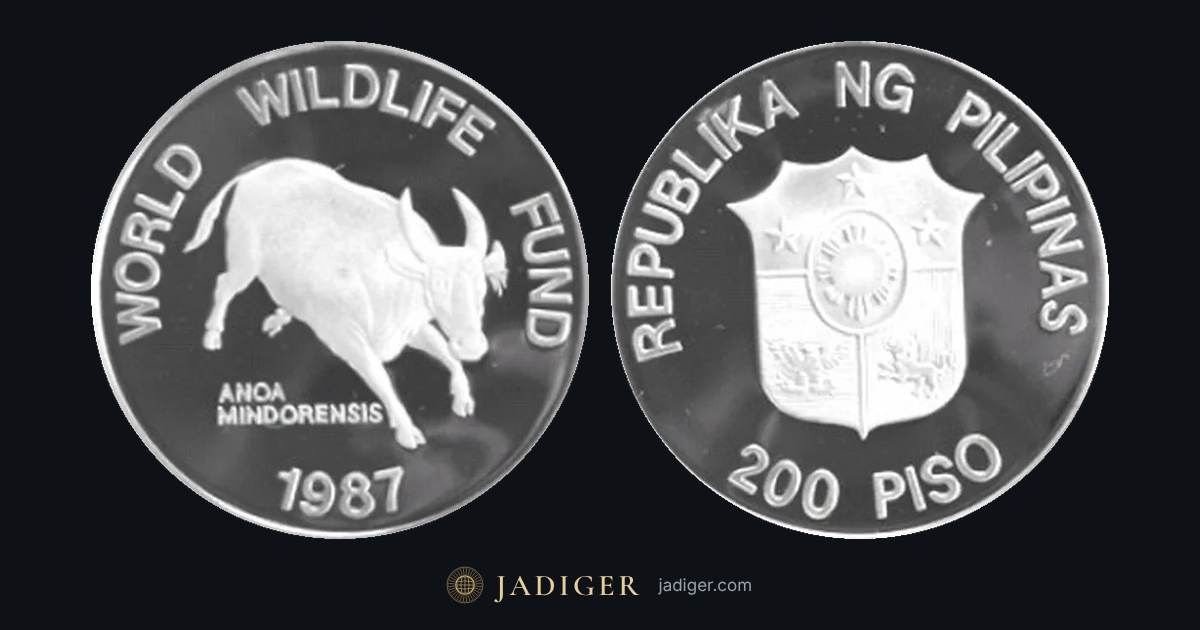 WORLD WILDLIFE FUND
ANOA
MINDORENSIS
1987
REPUBLIKA NG PILIPINAS
200 PISO
JADIGER jadiger.com